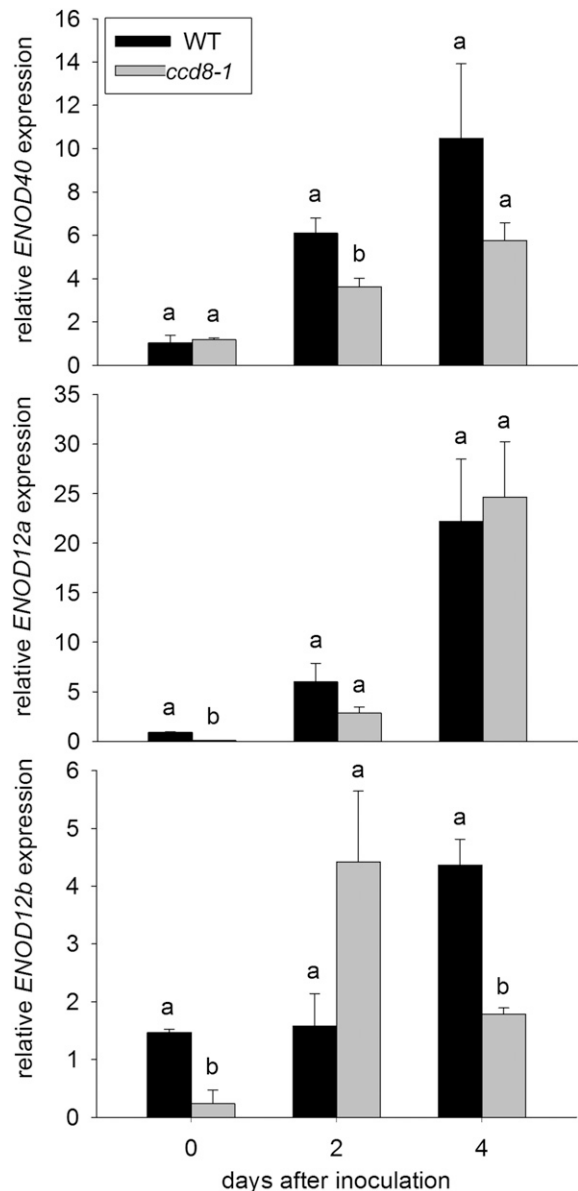 WT
ccd8-1
relative ENOD40 expression
16
14
12
10
8
6
4
2
0
a a
a b
a a
relative ENOD12a expression
35
30
25
20
15
10
5
0
a b
a a
a a
relative ENOD12b expression
6
5
4
3
2
1
0
a b
a a
a b
0 2 4
days after inoculation